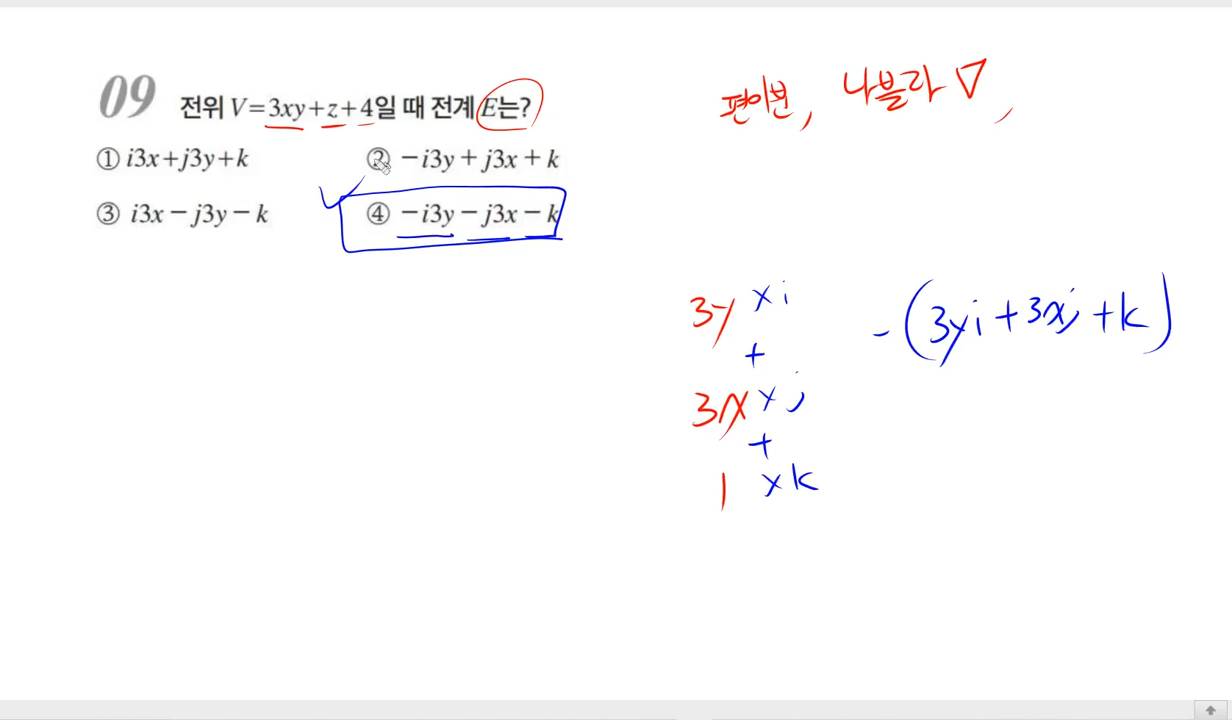 09 전위 V=3xy+z+4일 때 전계 E는?
① i3x+j3y+k
② −i3y+j3x+k
③ i3x−j3y−k
④ −i3y−j3x−k
편미분, 나블라 ▽,
3y×i
+
3x×j
+
1×k
-(3yi+3xj+k)